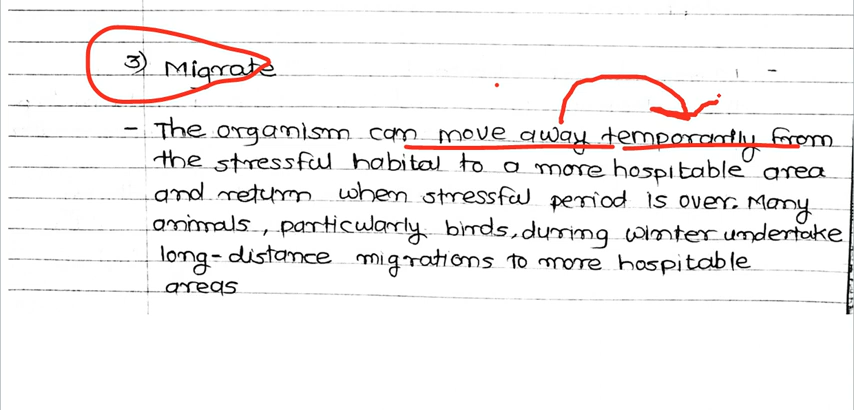 3) Migrate
- The organism can move away temporarily from
the stressful habital to a more hospitable area
and return when stressful period is over. Many
animals, particularly birds, during winter undertake
long-distance migrations to more hospitable
areas